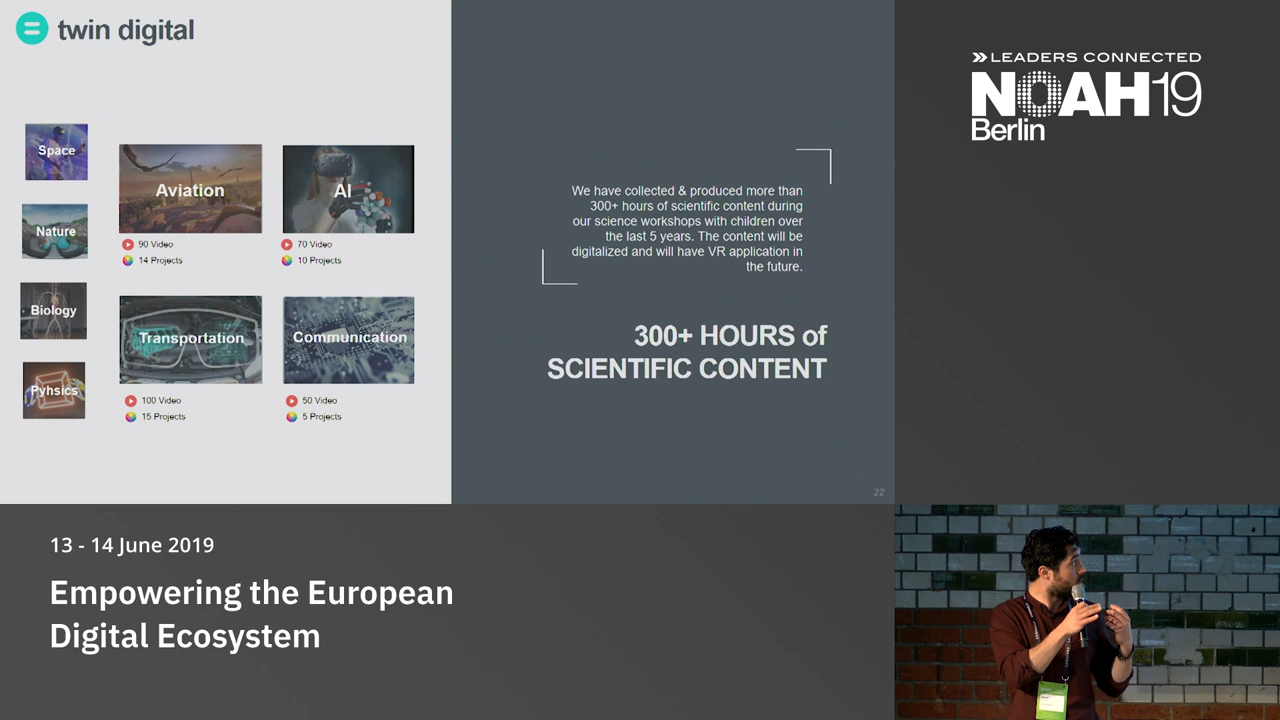 twin digital
Space
Nature
Biology
Pyhsics
Aviation
90 Video
14 Projects
AI
70 Video
10 Projects
Transportation
100 Video
15 Projects
Communication
50 Video
5 Projects
We have collected & produced more than
300+ hours of scientific content during
our science workshops with children over
the last 5 years. The content will be
digitalized and will have VR application in
the future.
300+ HOURS of
SCIENTIFIC CONTENT
22
LEADERS CONNECTED
NOAH19
Berlin
13 - 14 June 2019
Empowering the European
Digital Ecosystem